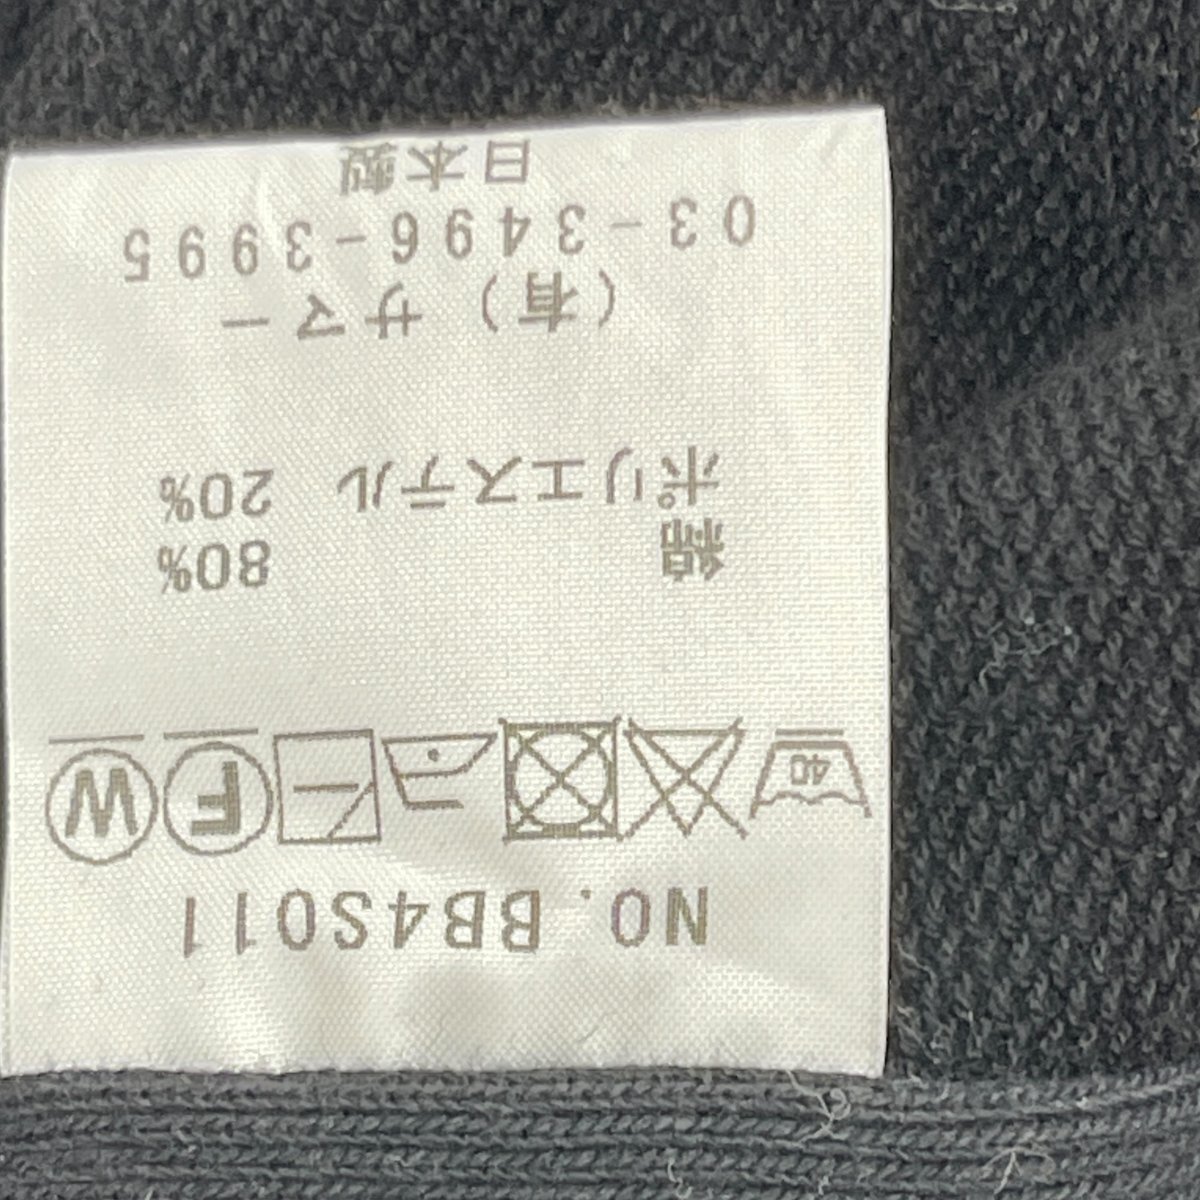 NO. BB4S011
40 F W
綿 80%
ポリエステル 20%
(有) サマー
03-3496-3995
日本製